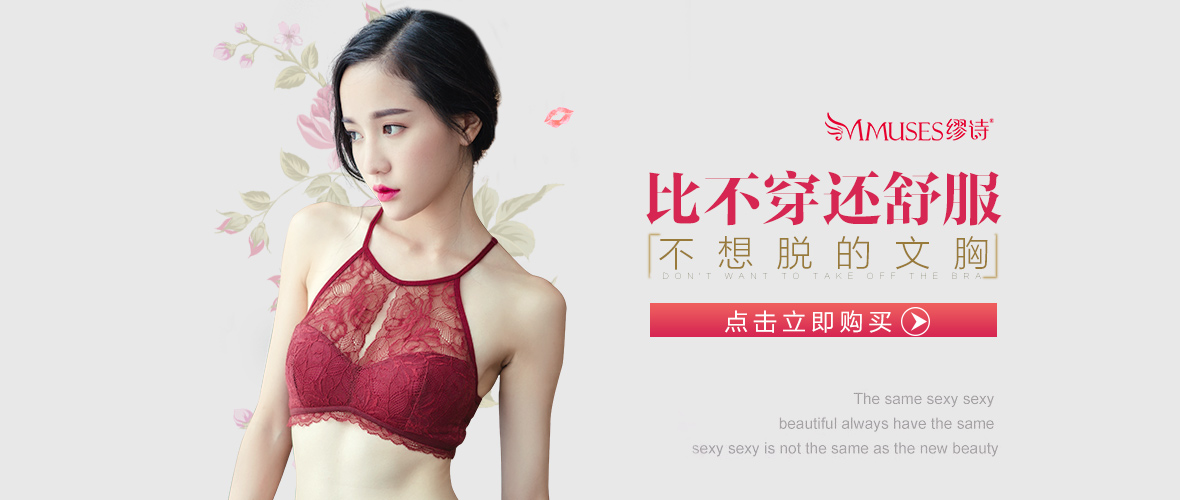 MMUSES缪诗®
比不穿还舒服
不想脱的文胸
DON'T WANT TO TAKE OFF THE BRA
点击立即购买
The same sexy sexy
beautiful always have the same
sexy sexy is not the same as the new beauty